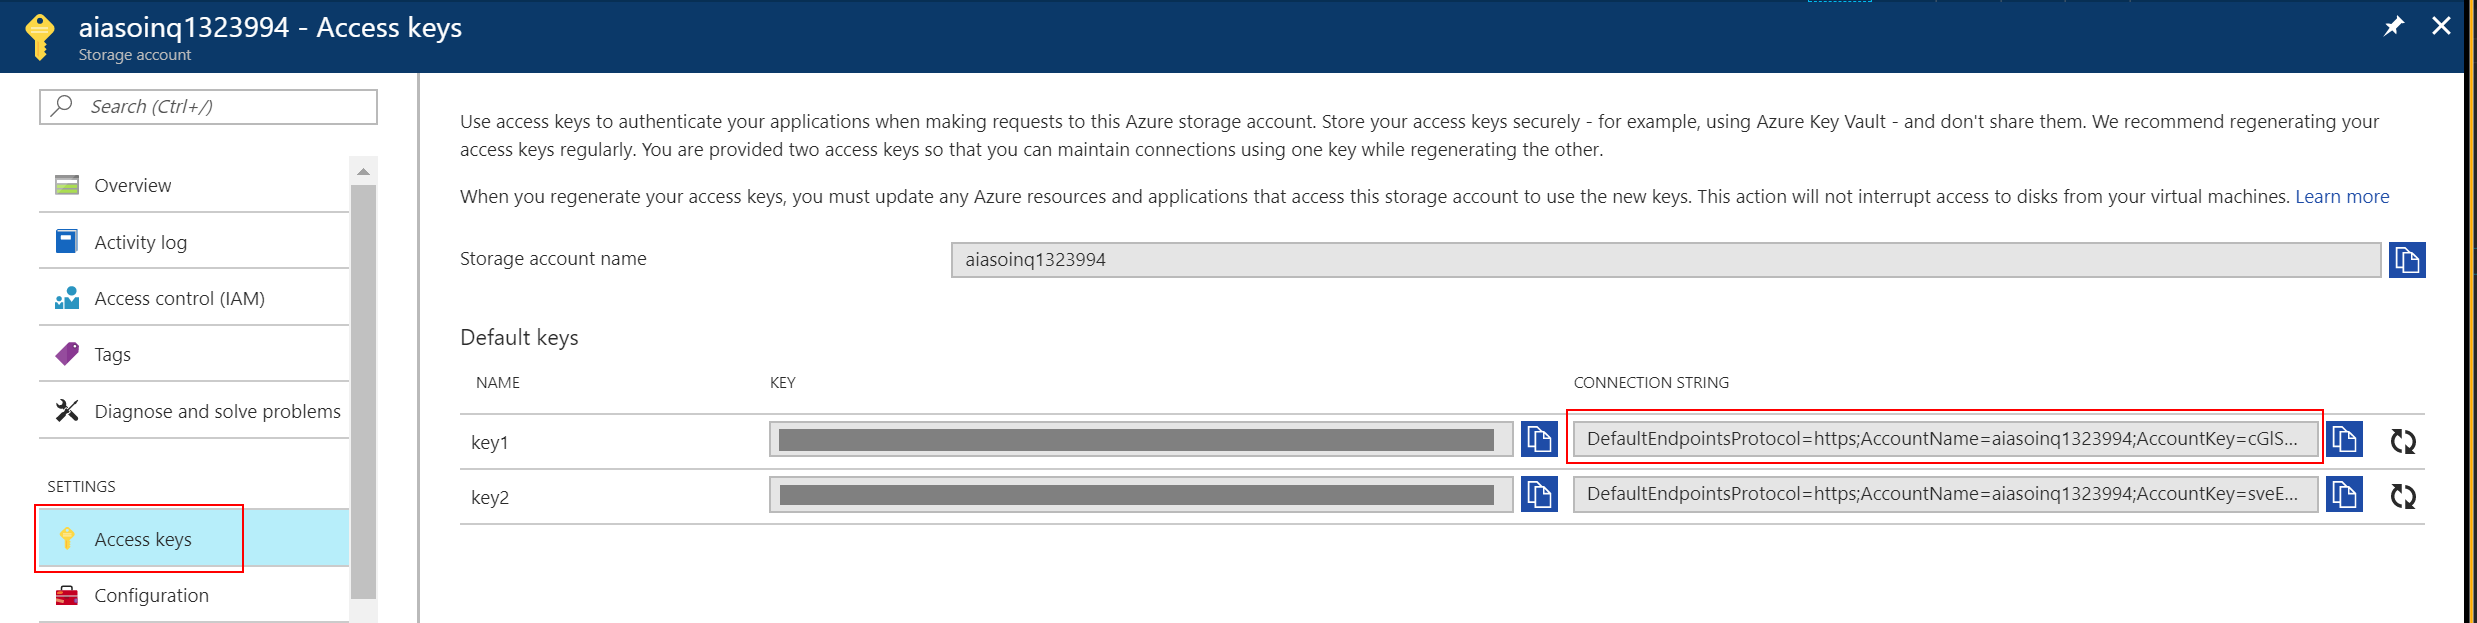 aiasoinq1323994 - Access keys
Storage account
Search (Ctrl+/)
Overview
Activity log
Access control (IAM)
Tags
Diagnose and solve problems
SETTINGS
Access keys
Configuration
Use access keys to authenticate your applications when making requests to this Azure storage account. Store your access keys securely - for example, using Azure Key Vault - and don't share them. We recommend regenerating your
access keys regularly. You are provided two access keys so that you can maintain connections using one key while regenerating the other.
When you regenerate your access keys, you must update any Azure resources and applications that access this storage account to use the new keys. This action will not interrupt access to disks from your virtual machines. Learn more
Storage account name aiasoinq1323994
Default keys
NAME KEY CONNECTION STRING
key1 DefaultEndpointsProtocol=https;AccountName=aiasoinq1323994;AccountKey=cGlS...
key2 DefaultEndpointsProtocol=https;AccountName=aiasoinq1323994;AccountKey=sveE...